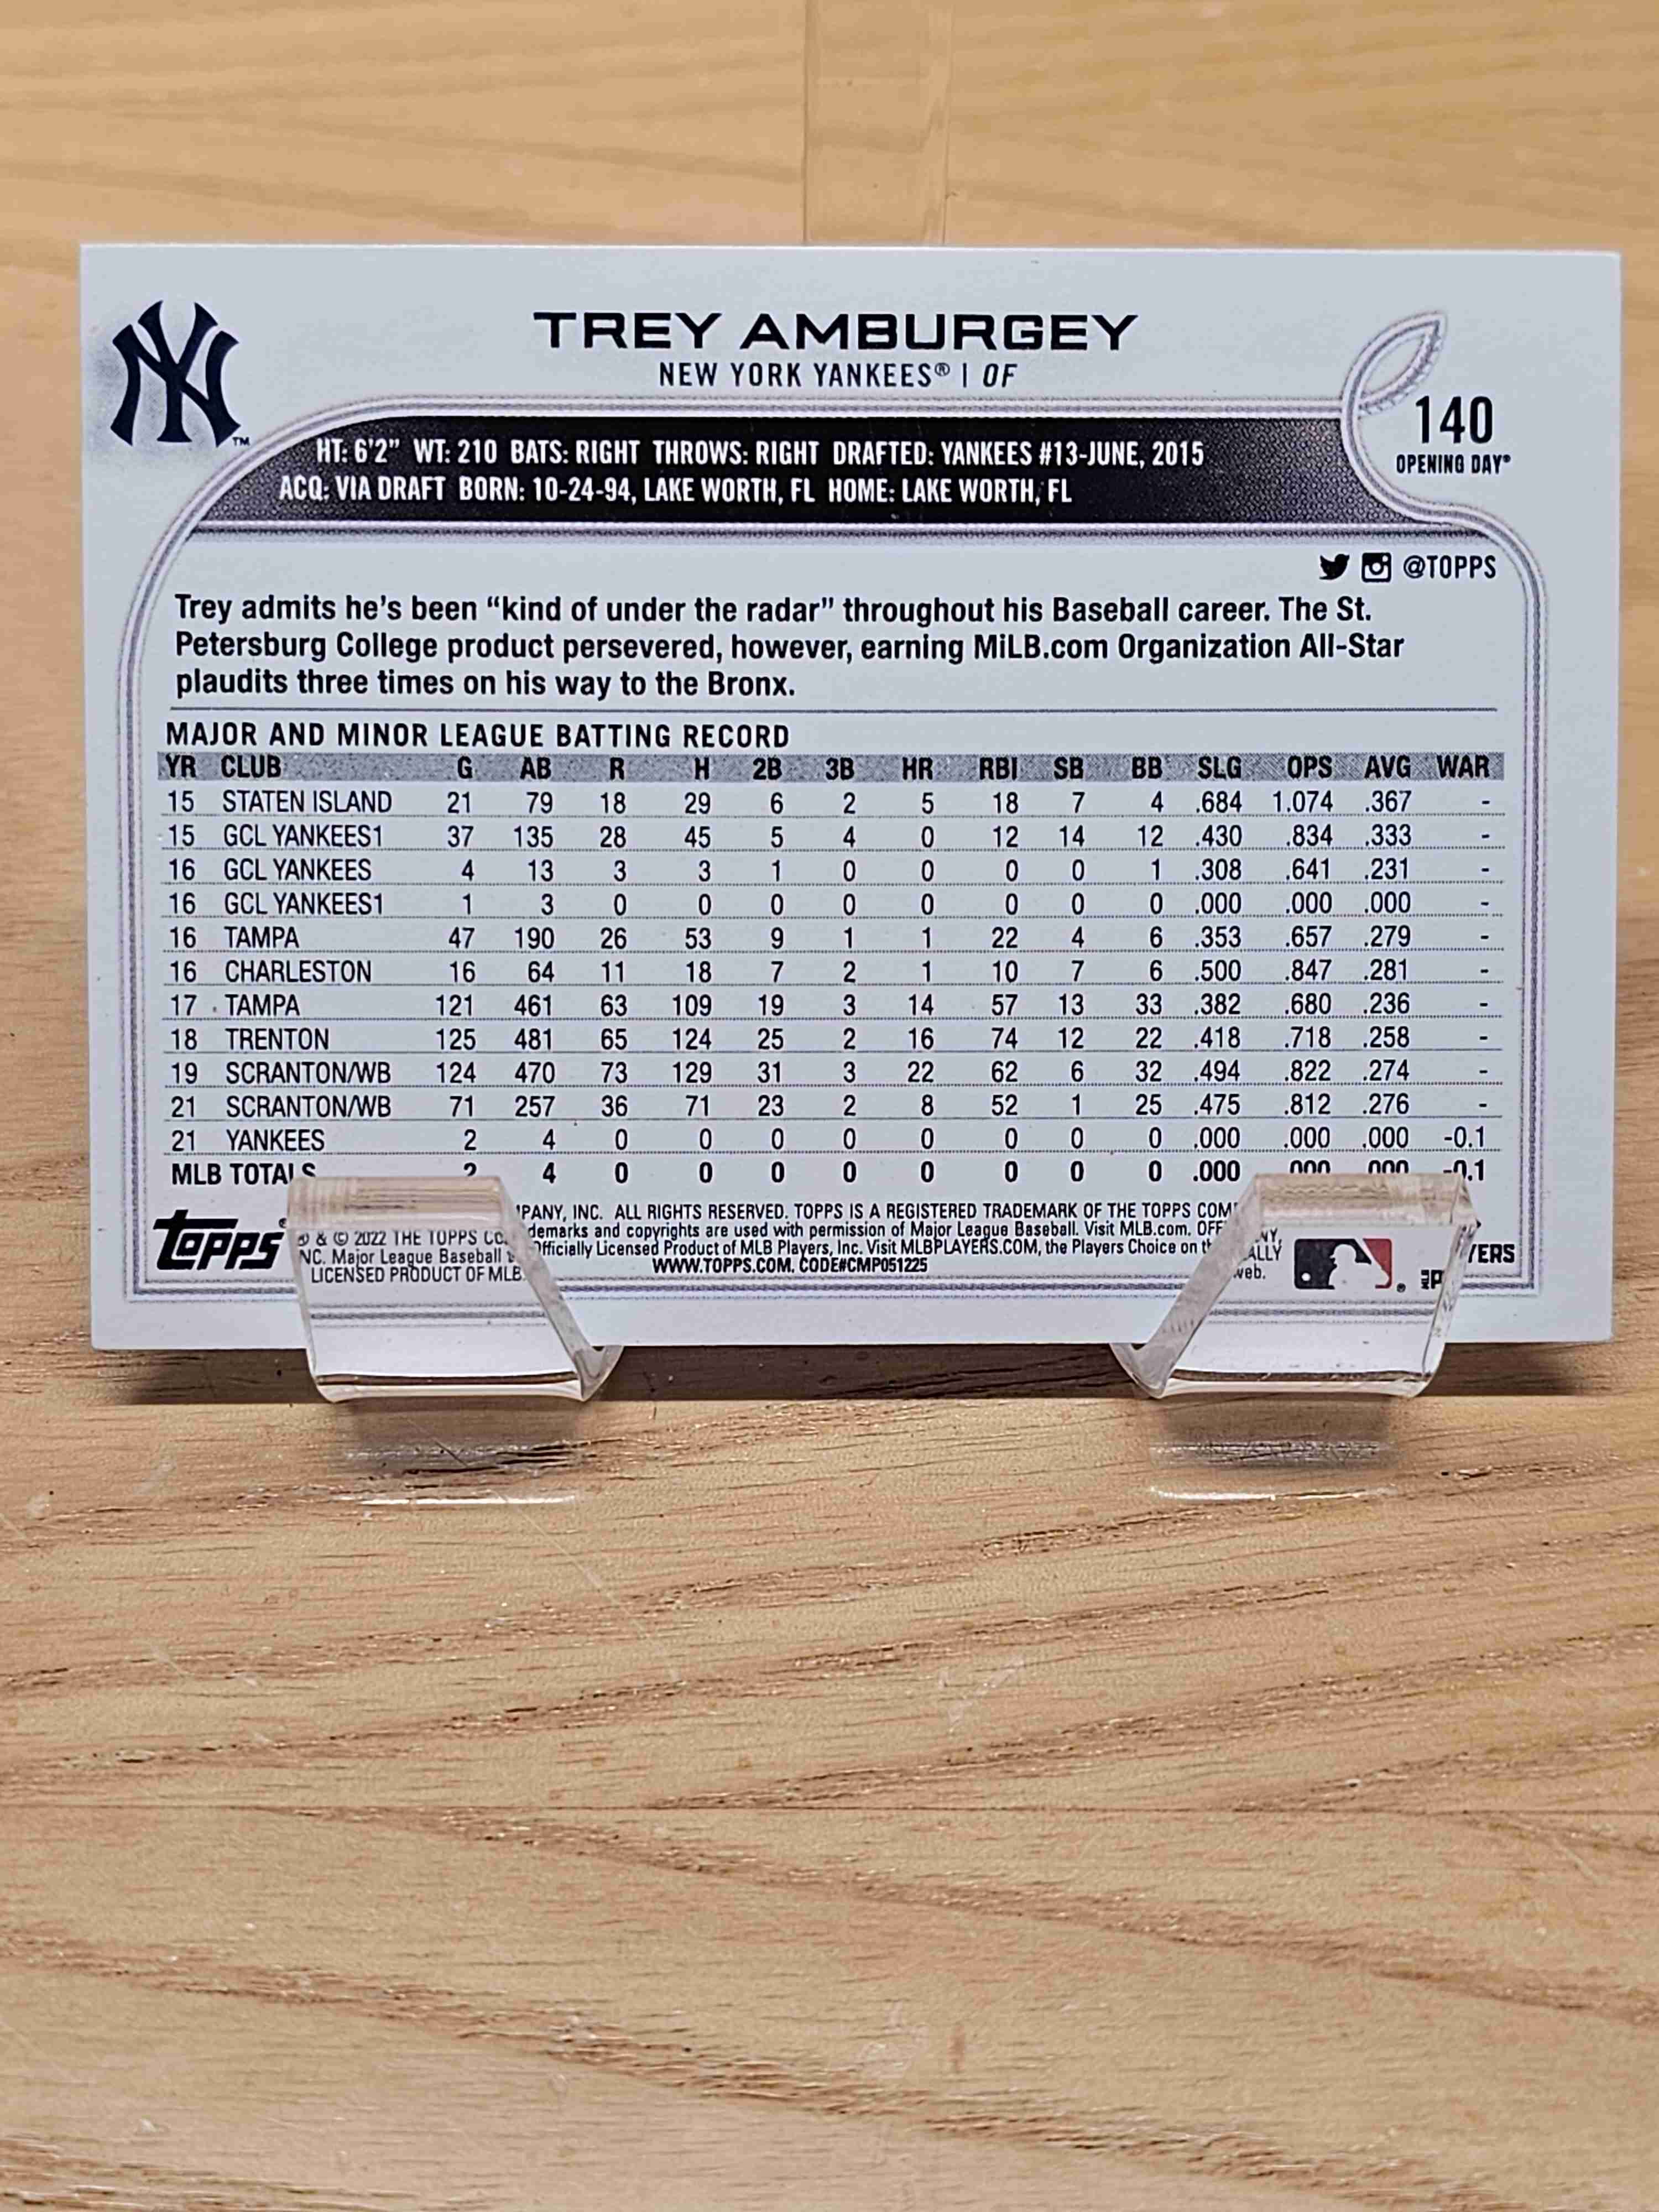 NY™
TREY AMBURGEY
NEW YORK YANKEES® | OF
140
OPENING DAY®
HT: 6'2" WT: 210 BATS: RIGHT THROWS: RIGHT DRAFTED: YANKEES #13-JUNE, 2015
ACQ: VIA DRAFT BORN: 10-24-94, LAKE WORTH, FL HOME: LAKE WORTH, FL
@TOPPS
Trey admits he's been “kind of under the radar” throughout his Baseball career. The St.
Petersburg College product persevered, however, earning MiLB.com Organization All-Star
plaudits three times on his way to the Bronx.
MAJOR AND MINOR LEAGUE BATTING RECORD
YR CLUB G AB R H 2B 3B HR RBI SB BB SLG OPS AVG WAR
15 STATEN ISLAND 21 79 18 29 6 2 5 18 7 4 .684 1.074 .367 -
15 GCL YANKEES1 37 135 28 45 5 4 0 12 14 12 .430 .834 .333 -
16 GCL YANKEES 4 13 3 3 1 0 0 0 0 1 .308 .641 .231 -
16 GCL YANKEES1 1 3 0 0 0 0 0 0 0 0 .000 .000 .000 -
16 TAMPA 47 190 26 53 9 1 1 22 4 6 .353 .657 .279 -
16 CHARLESTON 16 64 11 18 7 2 1 10 7 6 .500 .847 .281 -
17 TAMPA 121 461 63 109 19 3 14 57 13 33 .382 .680 .236 -
18 TRENTON 125 481 65 124 25 2 16 74 12 22 .418 .718 .258 -
19 SCRANTON/WB 124 470 73 129 31 3 22 62 6 32 .494 .822 .274 -
21 SCRANTON/WB 71 257 36 71 23 2 8 52 1 25 .475 .812 .276 -
21 YANKEES 2 4 0 0 0 0 0 0 0 0 .000 .000 .000 -0.1
MLB TOTALS 2 4 0 0 0 0 0 0 0 0 .000 .000 .000 -0.1
topps
® & © 2022 THE TOPPS COMPANY, INC. ALL RIGHTS RESERVED. TOPPS IS A REGISTERED TRADEMARK OF THE TOPPS COM NY,
NC. Major League Baseball demarks and copyrights are used with permission of Major League Baseball. Visit MLB.com. OFF ALLY
LICENSED PRODUCT OF MLB. Officially Licensed Product of MLB Players, Inc. Visit MLBPLAYERS.COM, the Players Choice on th web.
WWW.TOPPS.COM. CODE#CMP051225
YERS